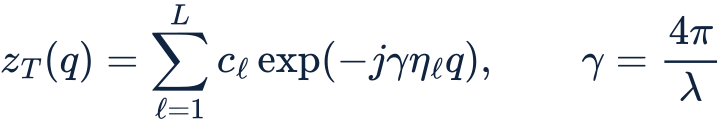 z_T(q) = \sum_{\ell=1}^{L} c_\ell \exp(-j\gamma\eta_\ell q), \qquad \gamma = \frac{4\pi}{\lambda}